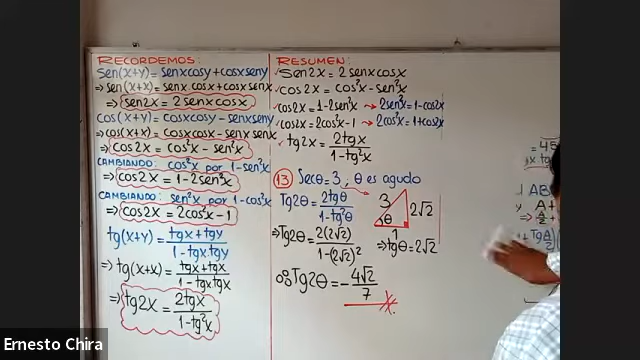 RECORDEMOS:
sen(x+y)=senxcosy+cosxseny
⇒sen(x+x)=senx cosx+cosx senx
⇒sen2x=2senxcosx
cos(x+y)=cosxcosy-senxseny
⇒cos(x+x)=cosxcosx-senx senx
⇒cos2x=cos²x-sen²x
CAMBIANDO: cos²x por 1-sen²x
⇒cos2x=1-2sen²x
CAMBIANDO: sen²x por 1-cos²x
⇒cos2x=2cos²x-1
tg(x+y)=(tgx+tgy)/(1-tgx.tgy)
⇒tg(x+x)=(tgx+tgx)/(1-tgx.tgx)
⇒tg2x=2tgx/(1-tg²x)
RESUMEN:
✓sen2x=2senxcosx
✓cos2x=cos²x-sen²x
✓cos2x=1-2sen²x → 2sen²x=1-cos2x
✓cos2x=2cos²x-1 → 2cos²x=1+cos2x
✓tg2x=2tgx/(1-tg²x)
13 Secθ=3, θ es agudo
Tg2θ=2tgθ/(1-tg²θ)
3 2√2
θ
1
⇒Tg2θ=2(2√2)/(1-(2√2)²)
⇒tgθ=2√2
∴Tg2θ=-4√2/7
Ernesto Chira